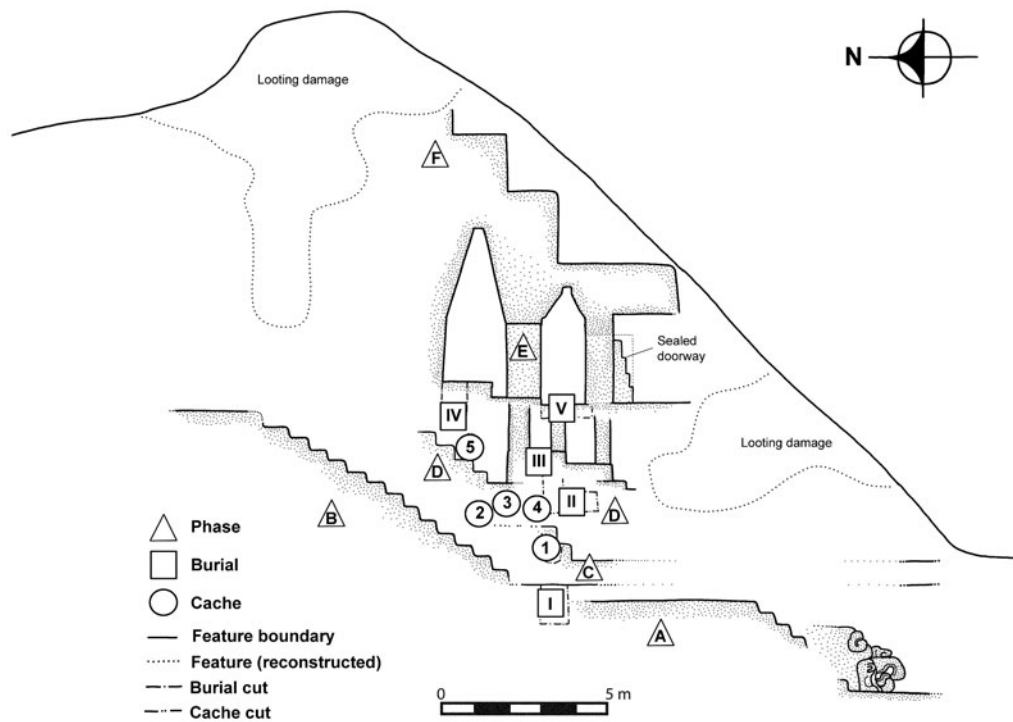 Looting damage
N
F
E
Sealed
doorway
IV
V
5
III
Looting damage
D
B
2
3
4
II
D
1
C
I
A
Phase
Burial
Cache
Feature boundary
Feature (reconstructed)
Burial cut
Cache cut
0
5 m